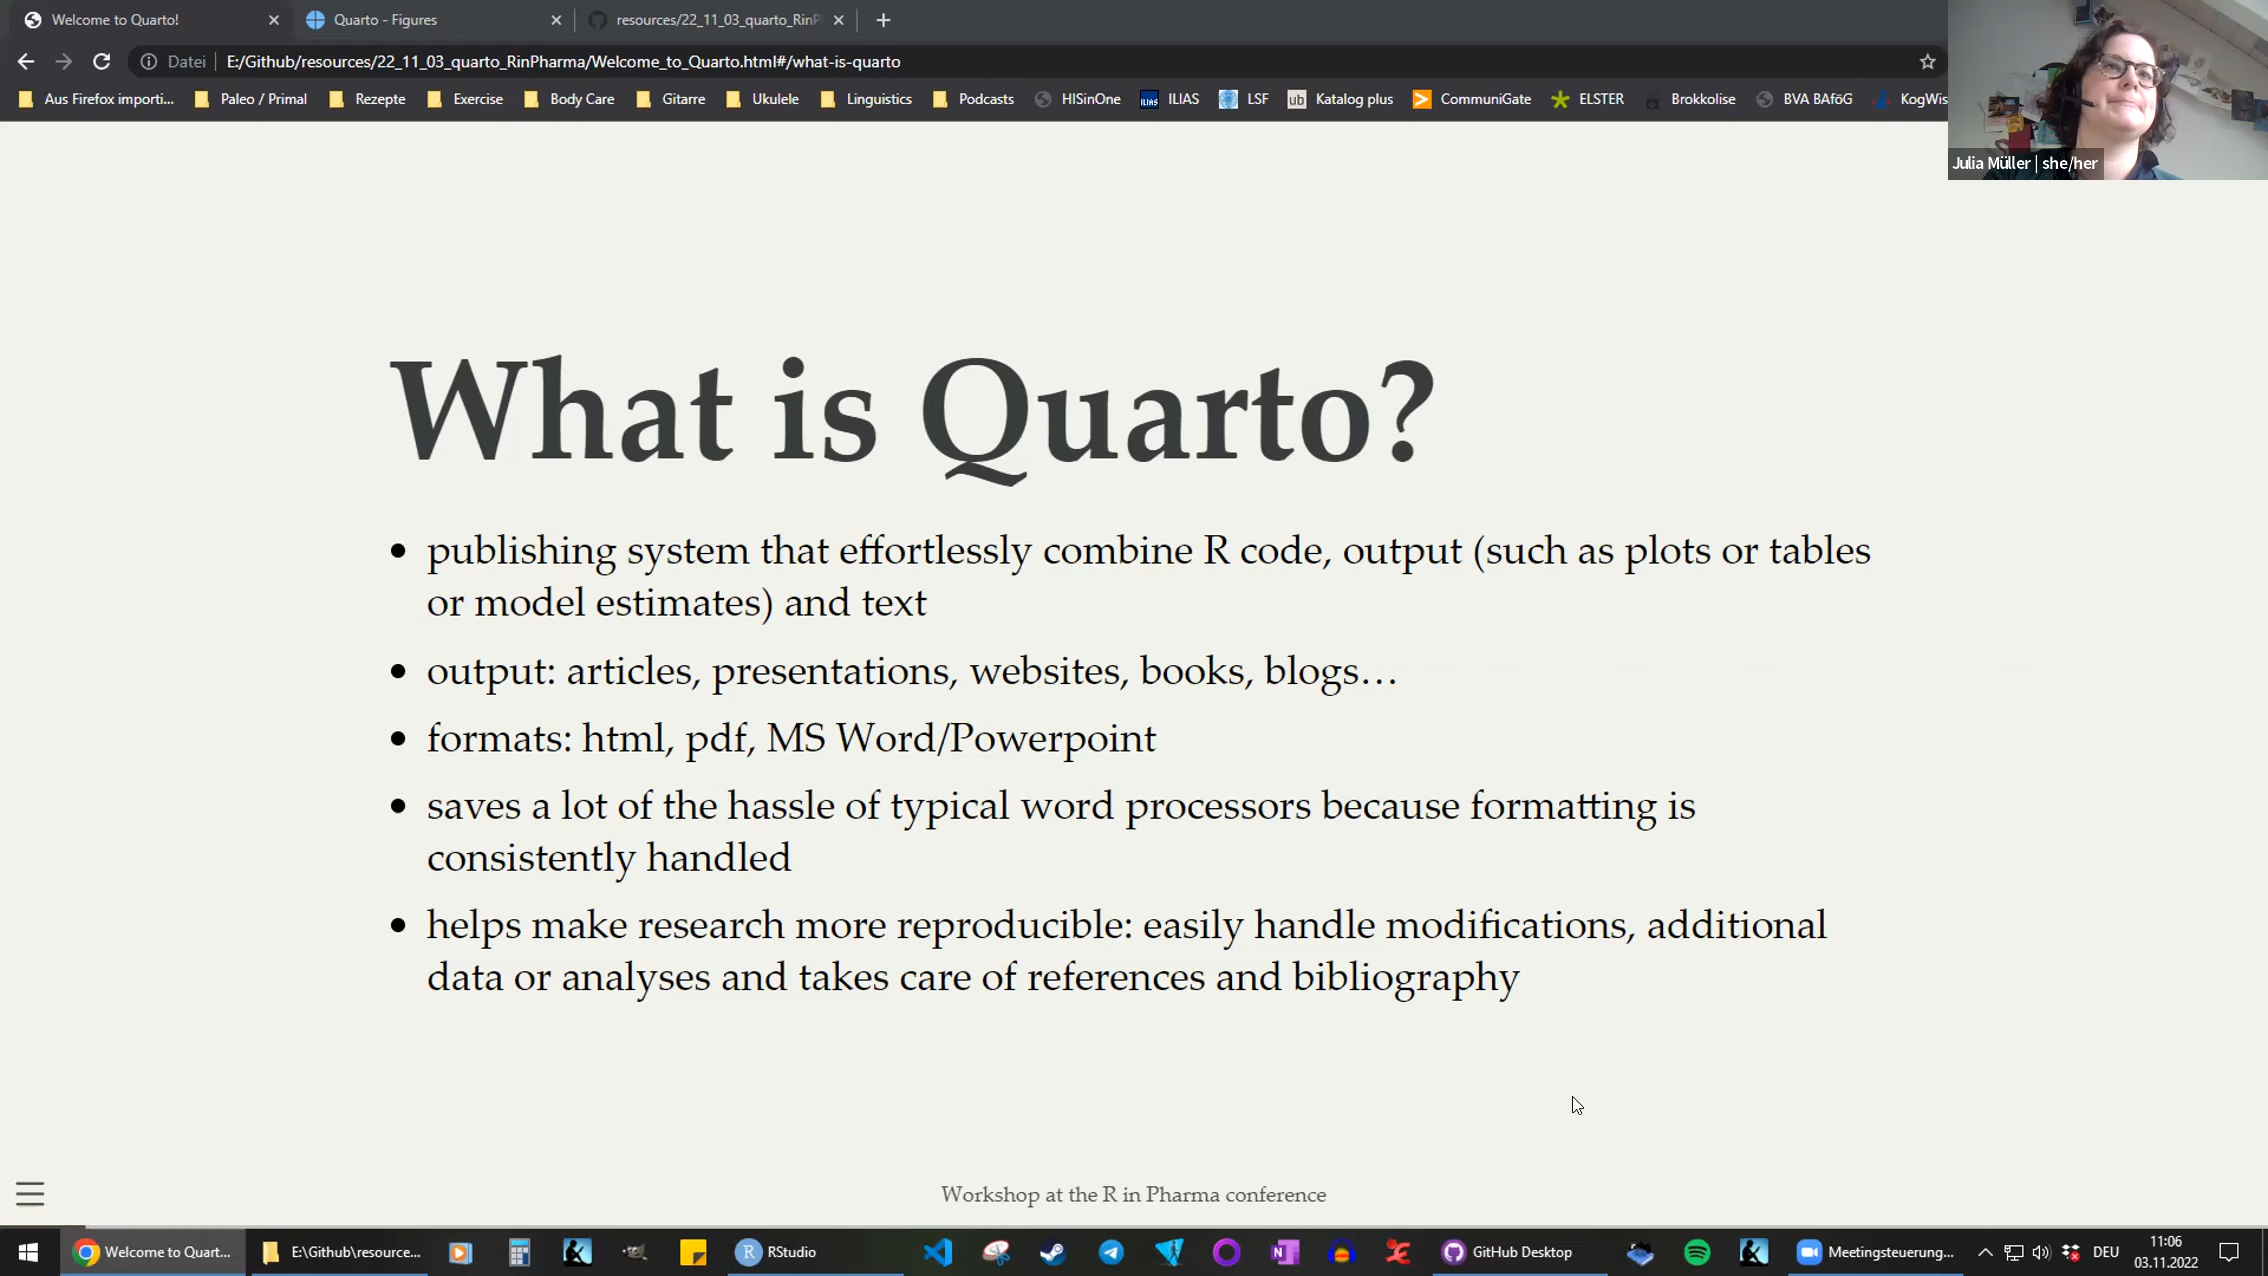 Welcome to Quarto!
Quarto - Figures
resources/22_11_03_quarto_RinP
Datei
E:/Github/resources/22_11_03_quarto_RinPharma/Welcome_to_Quarto.html#/what-is-quarto
Aus Firefox importi...
Paleo / Primal
Rezepte
Exercise
Body Care
Gitarre
Ukulele
Linguistics
Podcasts
HISinOne
ILIAS
LSF
ub
Katalog plus
CommuniGate
ELSTER
Brokkolise
BVA BAföG
KogWis
Julia Müller | she/her
What is Quarto?
• publishing system that effortlessly combine R code, output (such as plots or tables
or model estimates) and text
• output: articles, presentations, websites, books, blogs…
• formats: html, pdf, MS Word/Powerpoint
• saves a lot of the hassle of typical word processors because formatting is
consistently handled
• helps make research more reproducible: easily handle modifications, additional
data or analyses and takes care of references and bibliography
Workshop at the R in Pharma conference
Welcome to Quart...
E:\Github\resource...
RStudio
GitHub Desktop
Meetingsteuerung...
DEU
11:06
03.11.2022